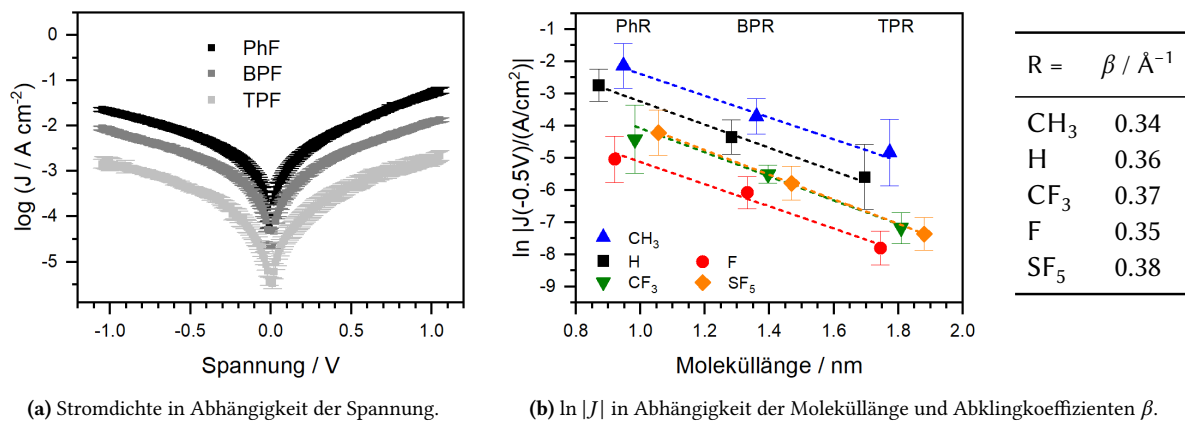 0
-1
-2
-3
-4
-5
log (J / A cm⁻²)
PhF
BPF
TPF
-1.0
-0.5
0.0
0.5
1.0
Spannung / V
(a) Stromdichte in Abhängigkeit der Spannung.
-1
-2
-3
-4
-5
-6
-7
-8
-9
ln |J(-0.5V)/(A/cm²)|
PhR
BPR
TPR
CH₃
H
F
CF₃
SF₅
0.8
1.0
1.2
1.4
1.6
1.8
2.0
Moleküllänge / nm
R = β / Å⁻¹
CH₃ 0.34
H 0.36
CF₃ 0.37
F 0.35
SF₅ 0.38
(b) ln |J| in Abhängigkeit der Moleküllänge und Abklingkoeffizienten β.